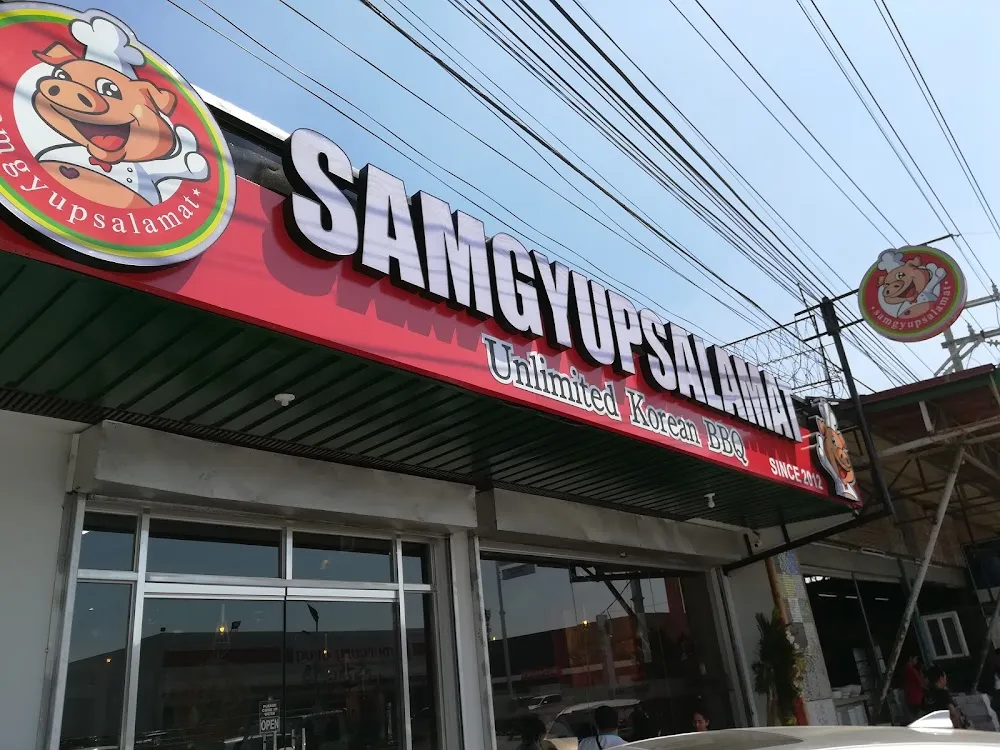 samgyupsalamat
SAMGYUPSALAMAT
Unlimited Korean BBQ
SINCE 2012
samgyupsalamat
OPEN